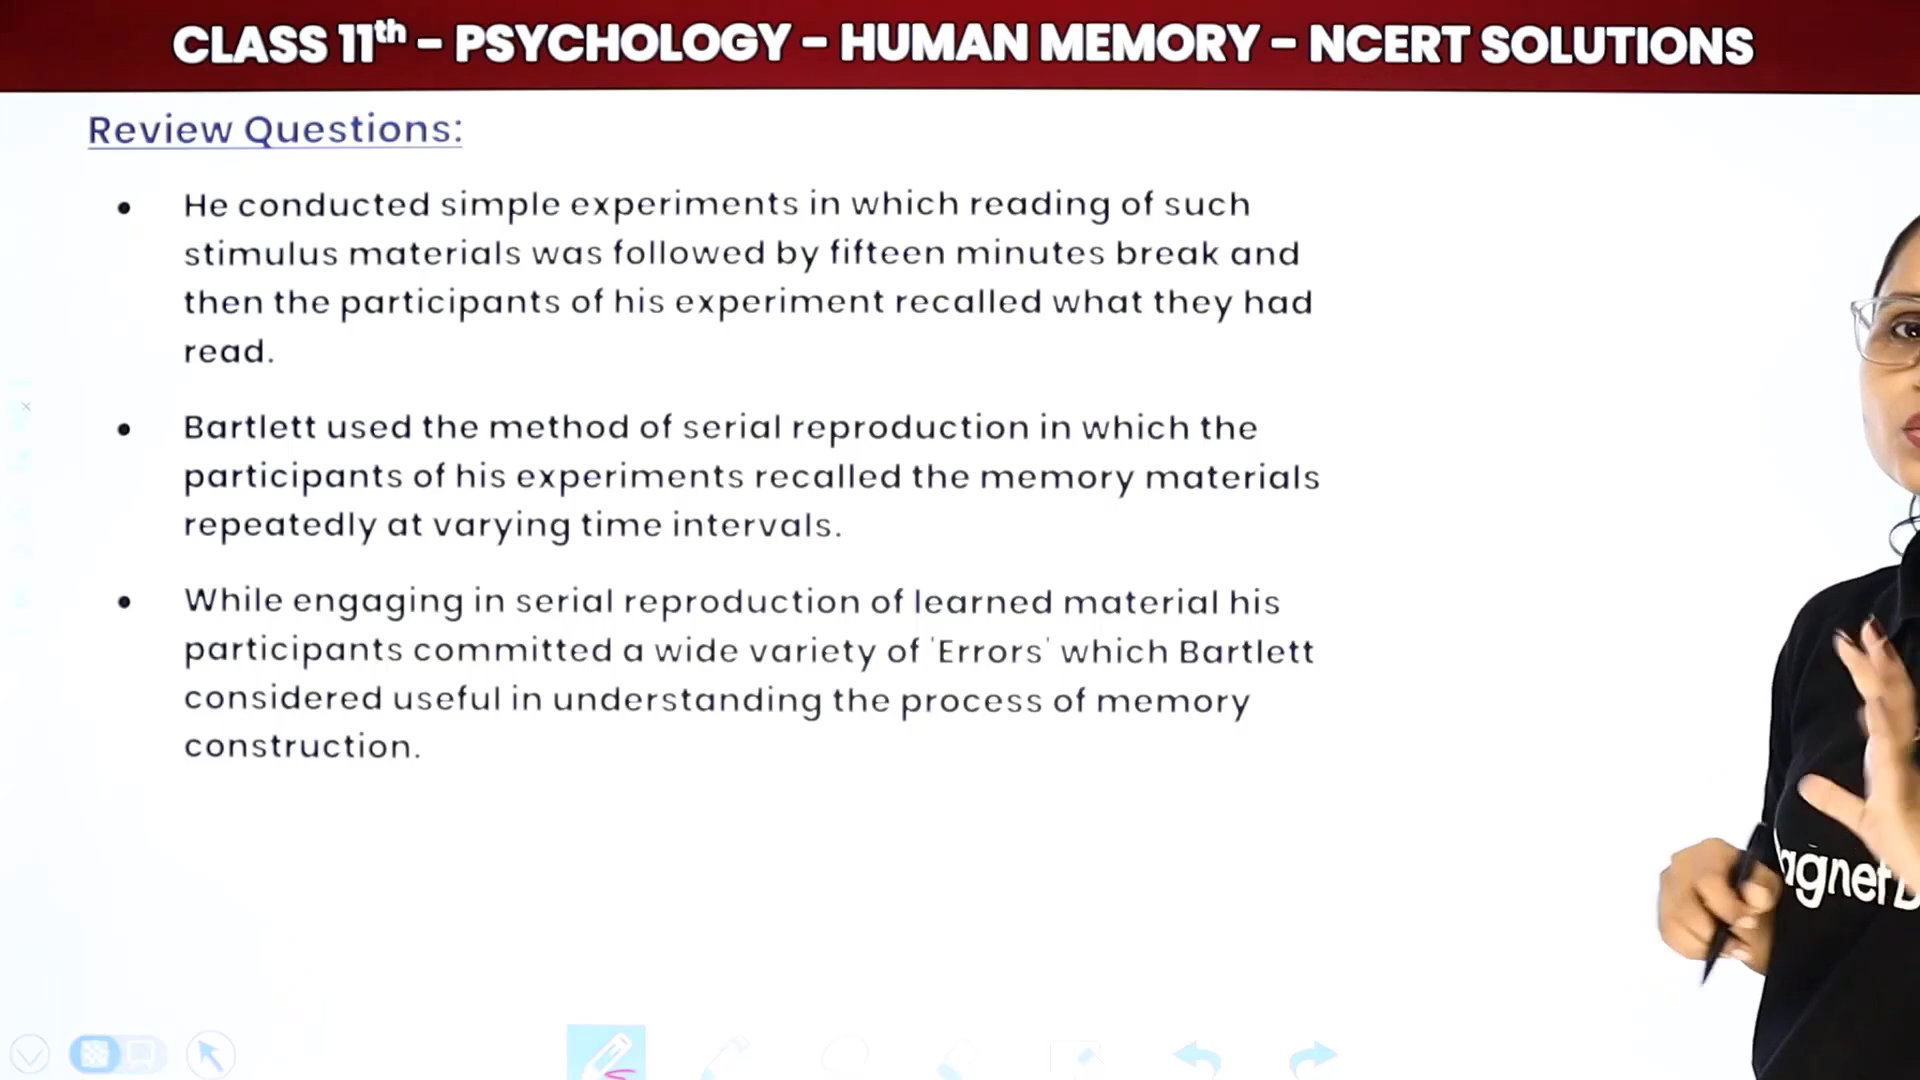 CLASS 11th - PSYCHOLOGY - HUMAN MEMORY - NCERT SOLUTIONS
Review Questions:
• He conducted simple experiments in which reading of such
stimulus materials was followed by fifteen minutes break and
then the participants of his experiment recalled what they had
read.
• Bartlett used the method of serial reproduction in which the
participants of his experiments recalled the memory materials
repeatedly at varying time intervals.
• While engaging in serial reproduction of learned material his
participants committed a wide variety of 'Errors' which Bartlett
considered useful in understanding the process of memory
construction.
agnet